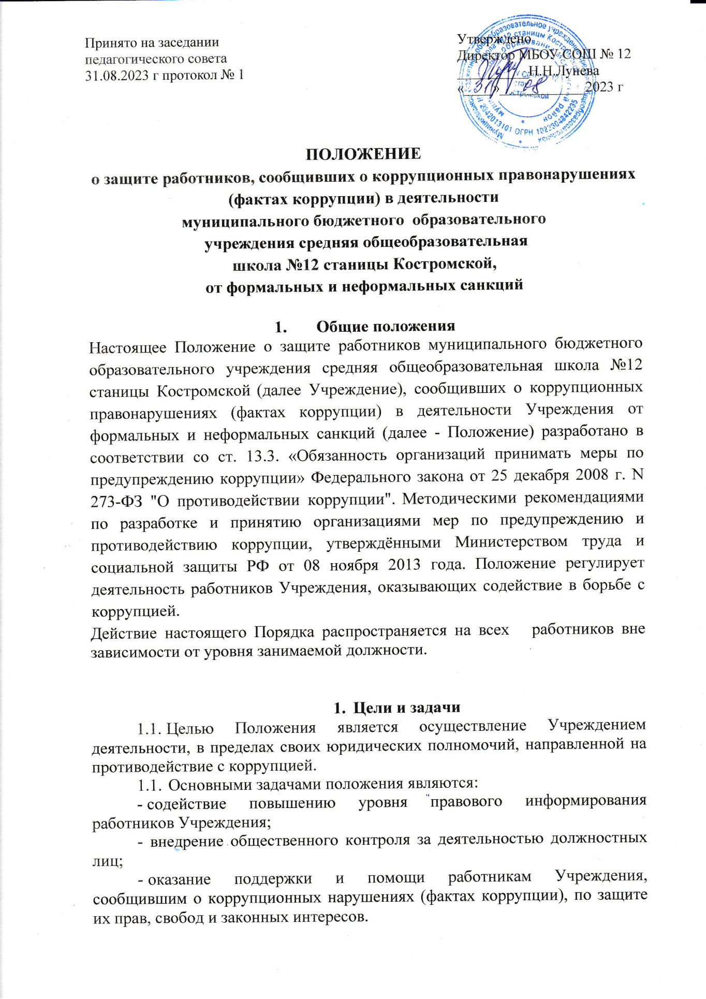 Принято на заседании
педагогического совета
31.08.2023 г протокол № 1
Утверждено
Директор МБОУ СОШ № 12
__________Н.Н.Лунева
«31» 08 2023 г
ИНН 2342013101 ОГРН 1022304342235
ПОЛОЖЕНИЕ
о защите работников, сообщивших о коррупционных правонарушениях
(фактах коррупции) в деятельности
муниципального бюджетного образовательного
учреждения средняя общеобразовательная
школа №12 станицы Костромской,
от формальных и неформальных санкций
1. Общие положения
Настоящее Положение о защите работников муниципального бюджетного
образовательного учреждения средняя общеобразовательная школа №12
станицы Костромской (далее Учреждение), сообщивших о коррупционных
правонарушениях (фактах коррупции) в деятельности Учреждения от
формальных и неформальных санкций (далее - Положение) разработано в
соответствии со ст. 13.3. «Обязанность организаций принимать меры по
предупреждению коррупции» Федерального закона от 25 декабря 2008 г. N
273-ФЗ "О противодействии коррупции". Методическими рекомендациями
по разработке и принятию организациями мер по предупреждению и
противодействию коррупции, утверждёнными Министерством труда и
социальной защиты РФ от 08 ноября 2013 года. Положение регулирует
деятельность работников Учреждения, оказывающих содействие в борьбе с
коррупцией.
Действие настоящего Порядка распространяется на всех работников вне
зависимости от уровня занимаемой должности.
1. Цели и задачи
1.1. Целью Положения является осуществление Учреждением
деятельности, в пределах своих юридических полномочий, направленной на
противодействие с коррупцией.
1.1. Основными задачами положения являются:
- содействие повышению уровня правового информирования
работников Учреждения;
- внедрение общественного контроля за деятельностью должностных
лиц;
- оказание поддержки и помощи работникам Учреждения,
сообщившим о коррупционных нарушениях (фактах коррупции), по защите
их прав, свобод и законных интересов.